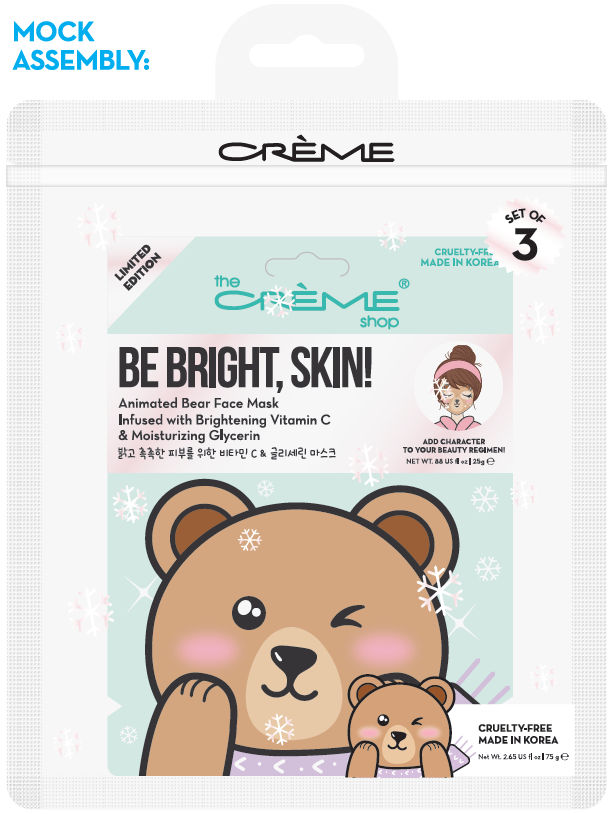 MOCK
ASSEMBLY:
CRÈME
SET OF
3
LIMITED
EDITION
CRUELTY-FR
MADE IN KOREA
the
CRÈME®
shop
BE BRIGHT, SKIN!
Animated Bear Face Mask
Infused with Brightening Vitamin C
& Moisturizing Glycerin
밝고 촉촉한 피부를 위한 비타민 C & 글리세린 마스크
ADD CHARACTER
TO YOUR BEAUTY REGIMEN!
NET WT. 88 US fl oz | 25g ℮
CRUELTY-FREE
MADE IN KOREA
Net Wt. 2.65 US fl oz | 75 g ℮